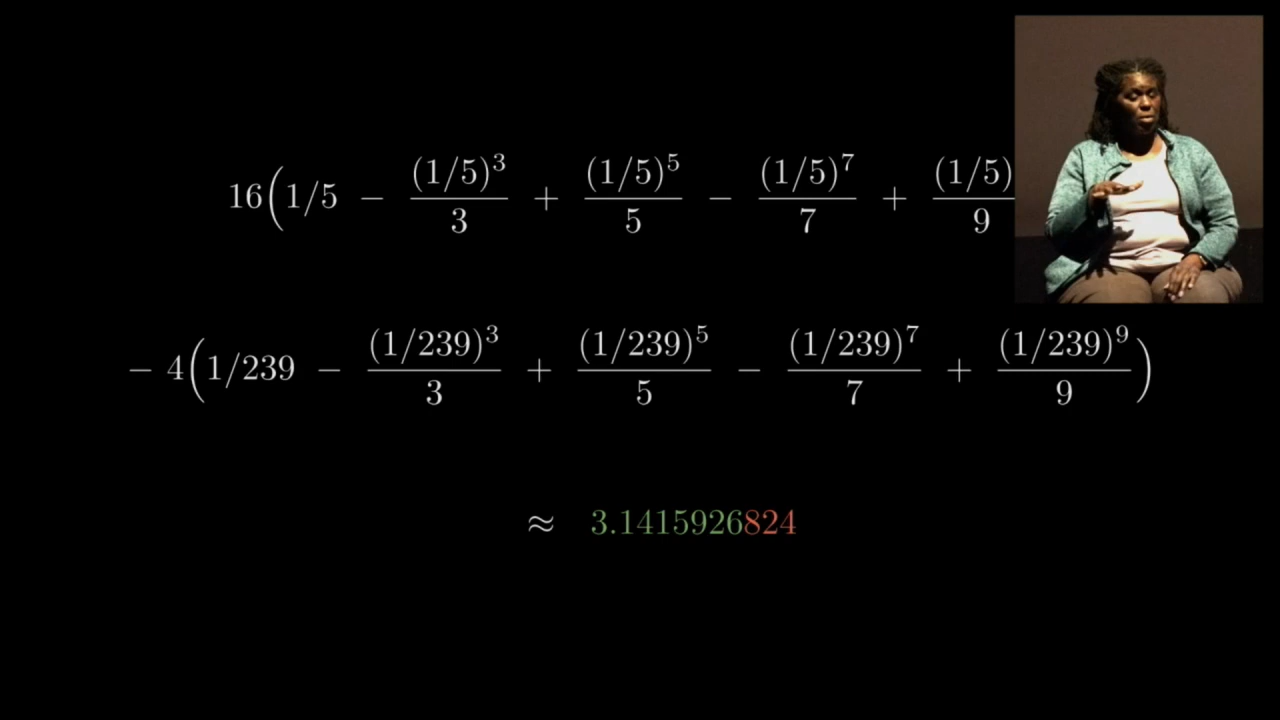 16(1/5 − (1/5)^3/3 + (1/5)^5/5 − (1/5)^7/7 + (1/5)/9
− 4(1/239 − (1/239)^3/3 + (1/239)^5/5 − (1/239)^7/7 + (1/239)^9/9)
≈ 3.1415926824